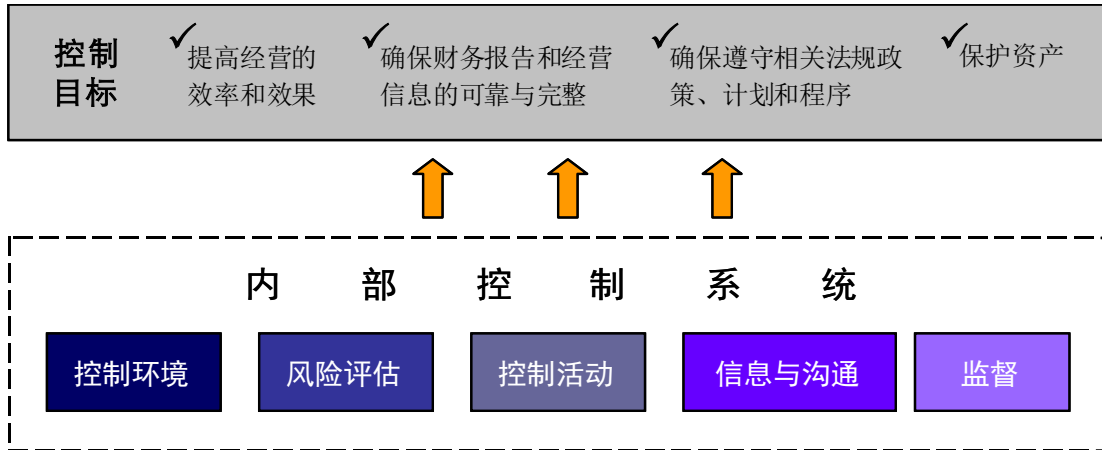 控制
目标
✓提高经营的
效率和效果
✓确保财务报告和经营
信息的可靠与完整
✓确保遵守相关法规政
策、计划和程序
✓保护资产
内部控制系统
控制环境
风险评估
控制活动
信息与沟通
监督